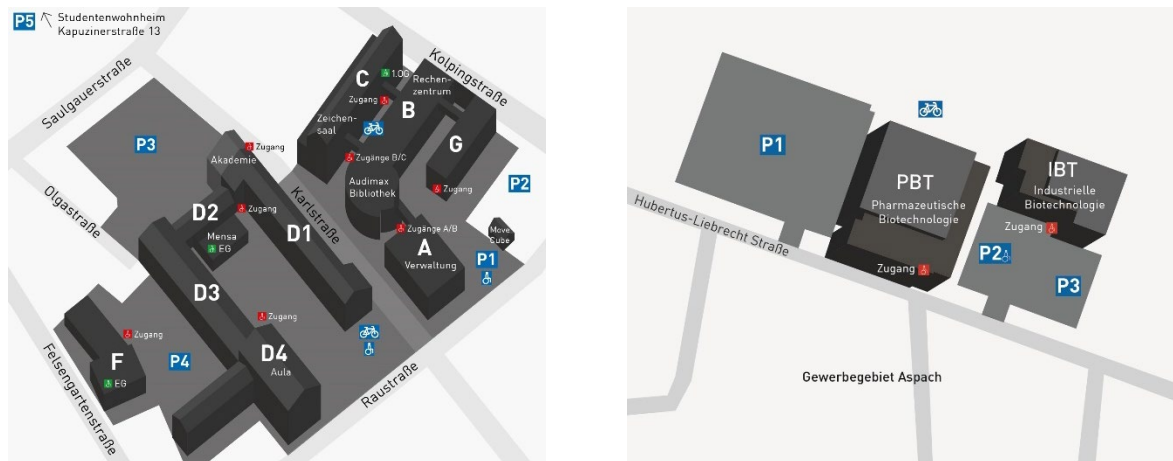 P5
Studentenwohnheim
Kapuzinerstraße 13
Saulgauerstraße
Kolpingstraße
C
1.OG
Rechen-
zentrum
Zugang
B
Zeichen-
saal
P3
Zugang
Akademie
Zugänge B/C
G
Audimax
Bibliothek
Zugang
P2
Karlstraße
Olgastraße
D2
Zugang
D1
Mensa
EG
Zugänge A/B
A
Verwaltung
Move
Cube
P1
D3
Zugang
Zugang
F
EG
P4
D4
Aula
Raustraße
Felsengartenstraße
P1
PBT
Pharmazeutische
Biotechnologie
IBT
Industrielle
Biotechnologie
Hubertus-Liebrecht Straße
Zugang
P2
Zugang
P3
Gewerbegebiet Aspach